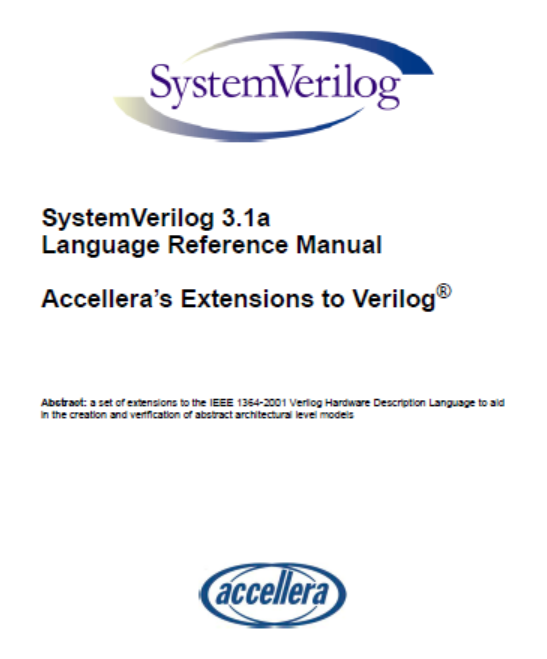 SystemVerilog
SystemVerilog 3.1a
Language Reference Manual
Accellera’s Extensions to Verilog®
Abstract: a set of extensions to the IEEE 1364-2001 Verilog Hardware Description Language to aid
in the creation and verification of abstract architectural level models
accellera